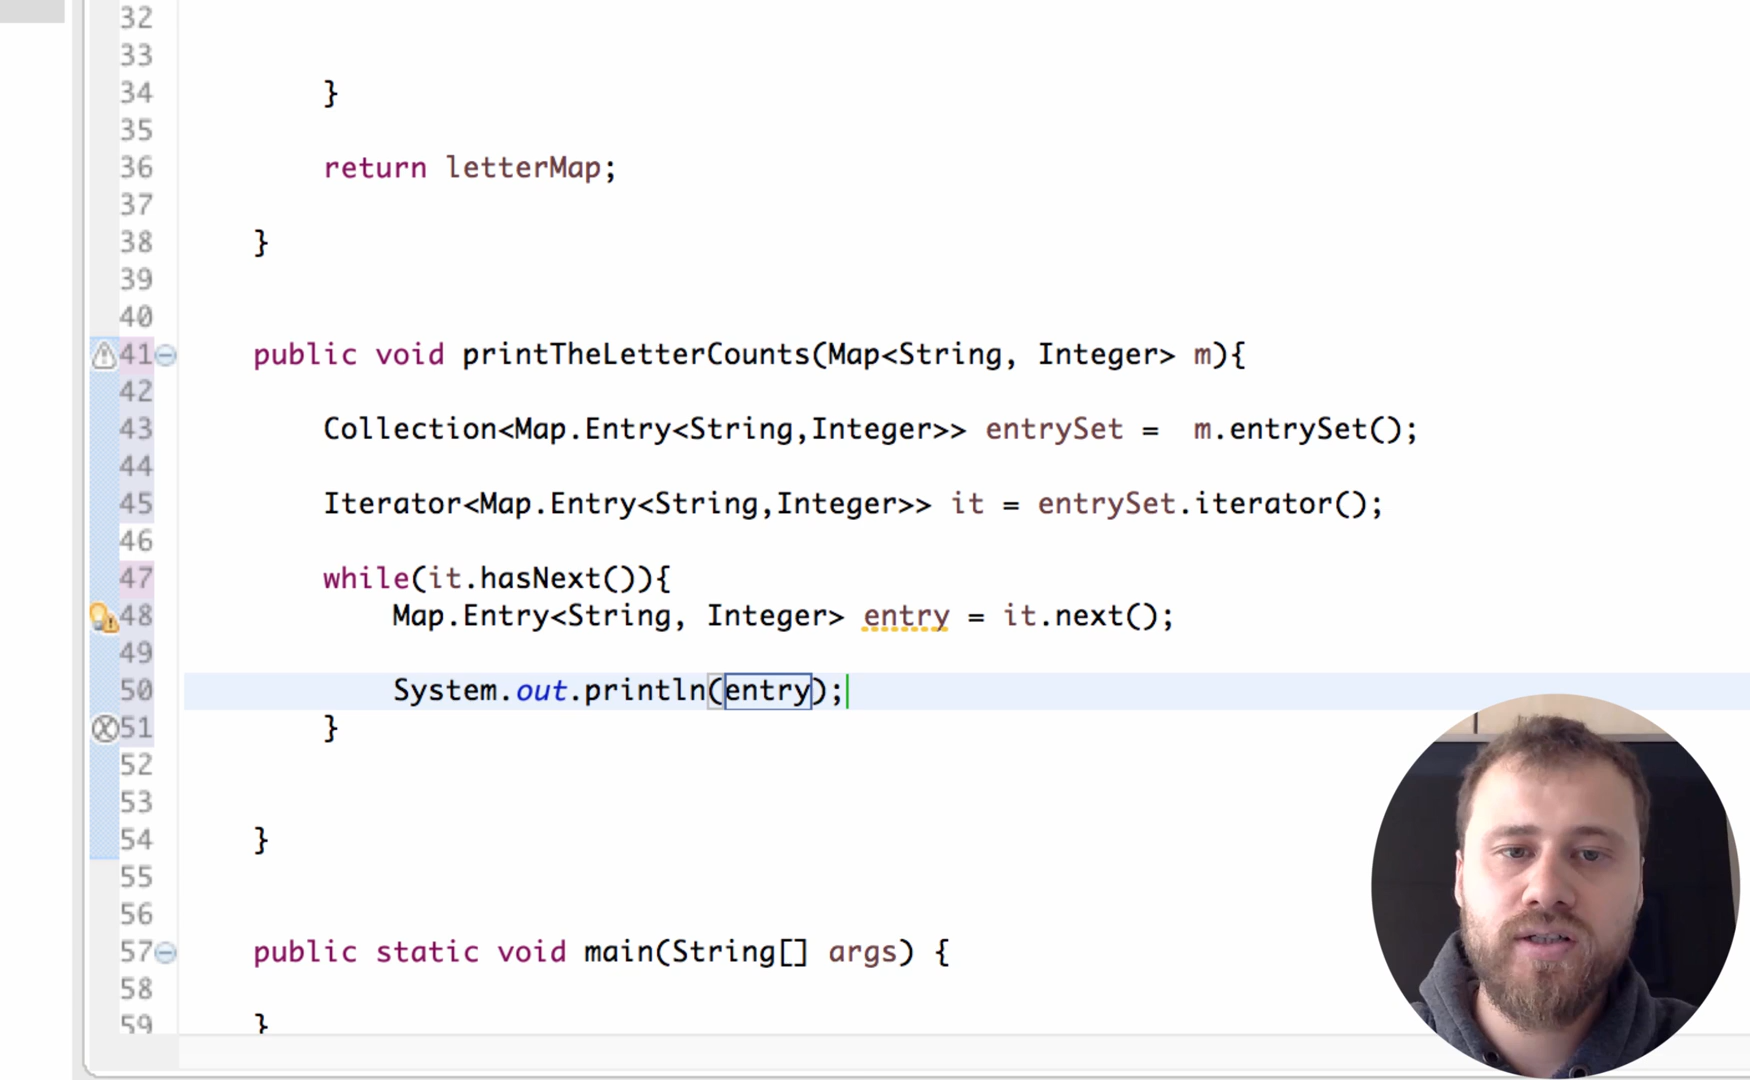 32
33
34 }
35
36 return letterMap;
37
38 }
39
40
41 public void printTheLetterCounts(Map<String, Integer> m){
42
43 Collection<Map.Entry<String,Integer>> entrySet =  m.entrySet();
44
45 Iterator<Map.Entry<String,Integer>> it = entrySet.iterator();
46
47 while(it.hasNext()){
48 Map.Entry<String, Integer> entry = it.next();
49
50 System.out.println(entry);
51 }
52
53
54 }
55
56
57 public static void main(String[] args) {
58
59 }